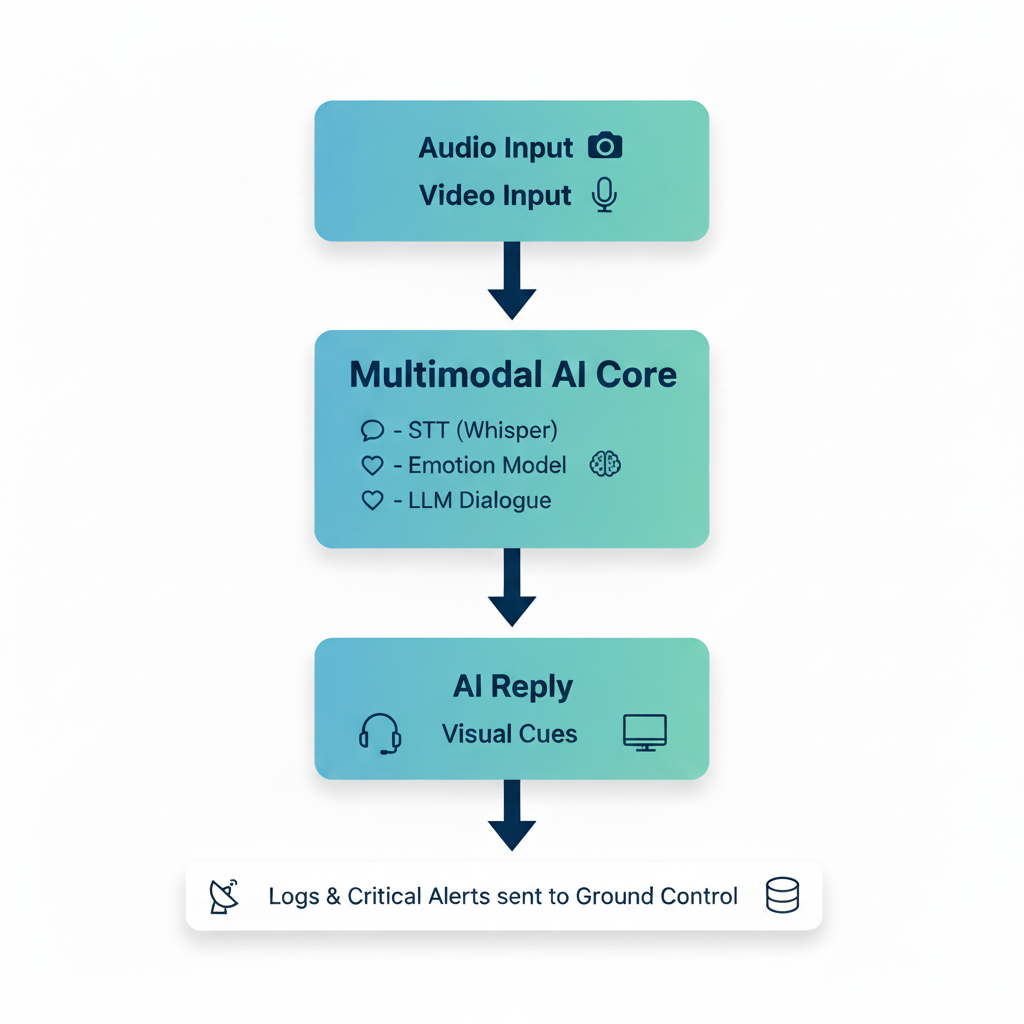 Audio Input
Video Input
Multimodal AI Core
- STT (Whisper)
- Emotion Model
- LLM Dialogue
AI Reply
Visual Cues
Logs & Critical Alerts sent to Ground Control